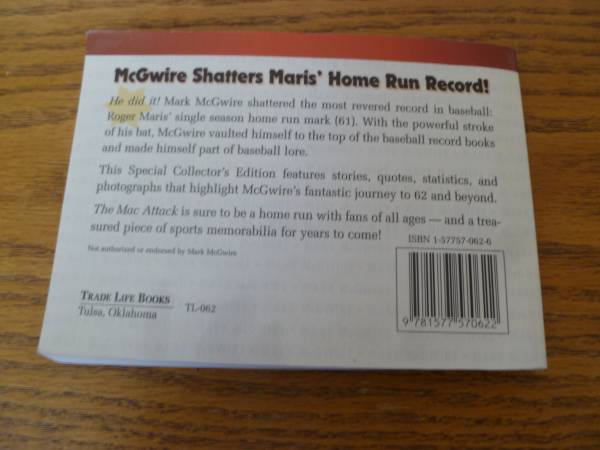 McGwire Shatters Maris' Home Run Record!
He did it! Mark McGwire shattered the most revered record in baseball:
Roger Maris' single season home run mark (61). With the powerful stroke
of his bat, McGwire vaulted himself to the top of the baseball record books
and made himself part of baseball lore.
This Special Collector's Edition features stories, quotes, statistics, and
photographs that highlight McGwire's fantastic journey to 62 and beyond.
The Mac Attack is sure to be a home run with fans of all ages — and a trea-
sured piece of sports memorabilia for years to come!
Not authorized or endorsed by Mark McGwire
ISBN 1-57757-062-6
9 781577 570622
TRADE LIFE BOOKS
Tulsa, Oklahoma
TL-062